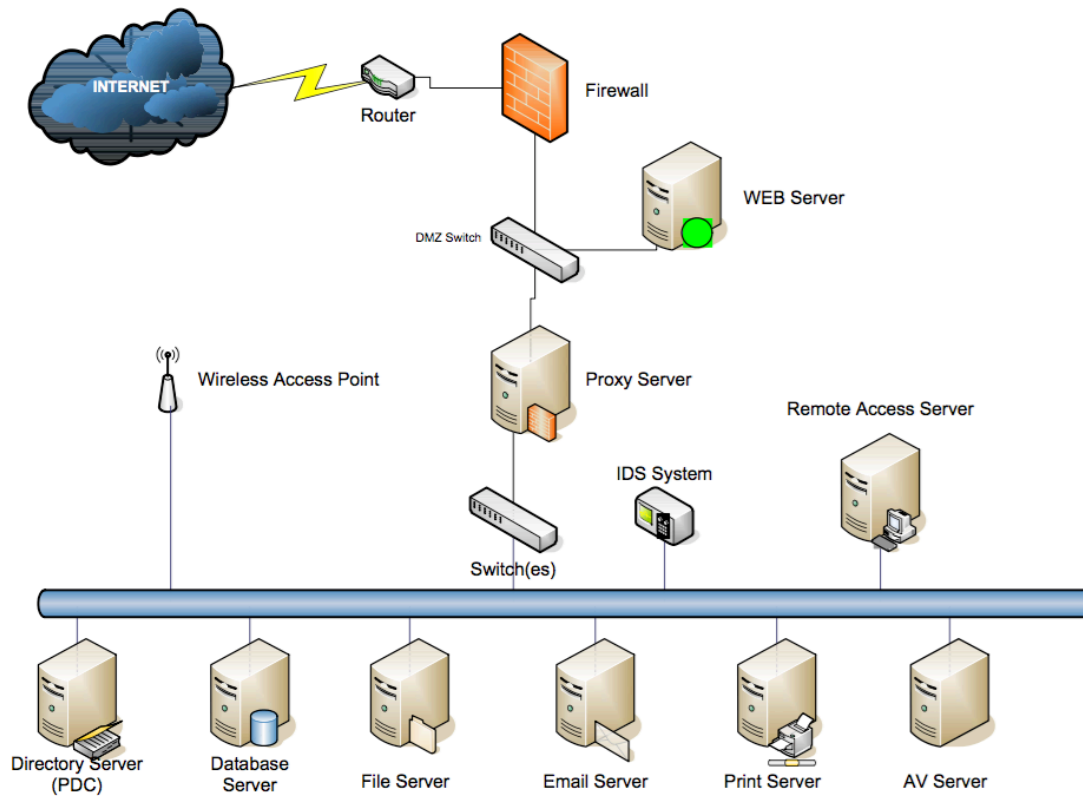 INTERNET
Router
Firewall
WEB Server
DMZ Switch
Wireless Access Point
Proxy Server
Remote Access Server
IDS System
Switch(es)
Directory Server
(PDC)
Database
Server
File Server
Email Server
Print Server
AV Server